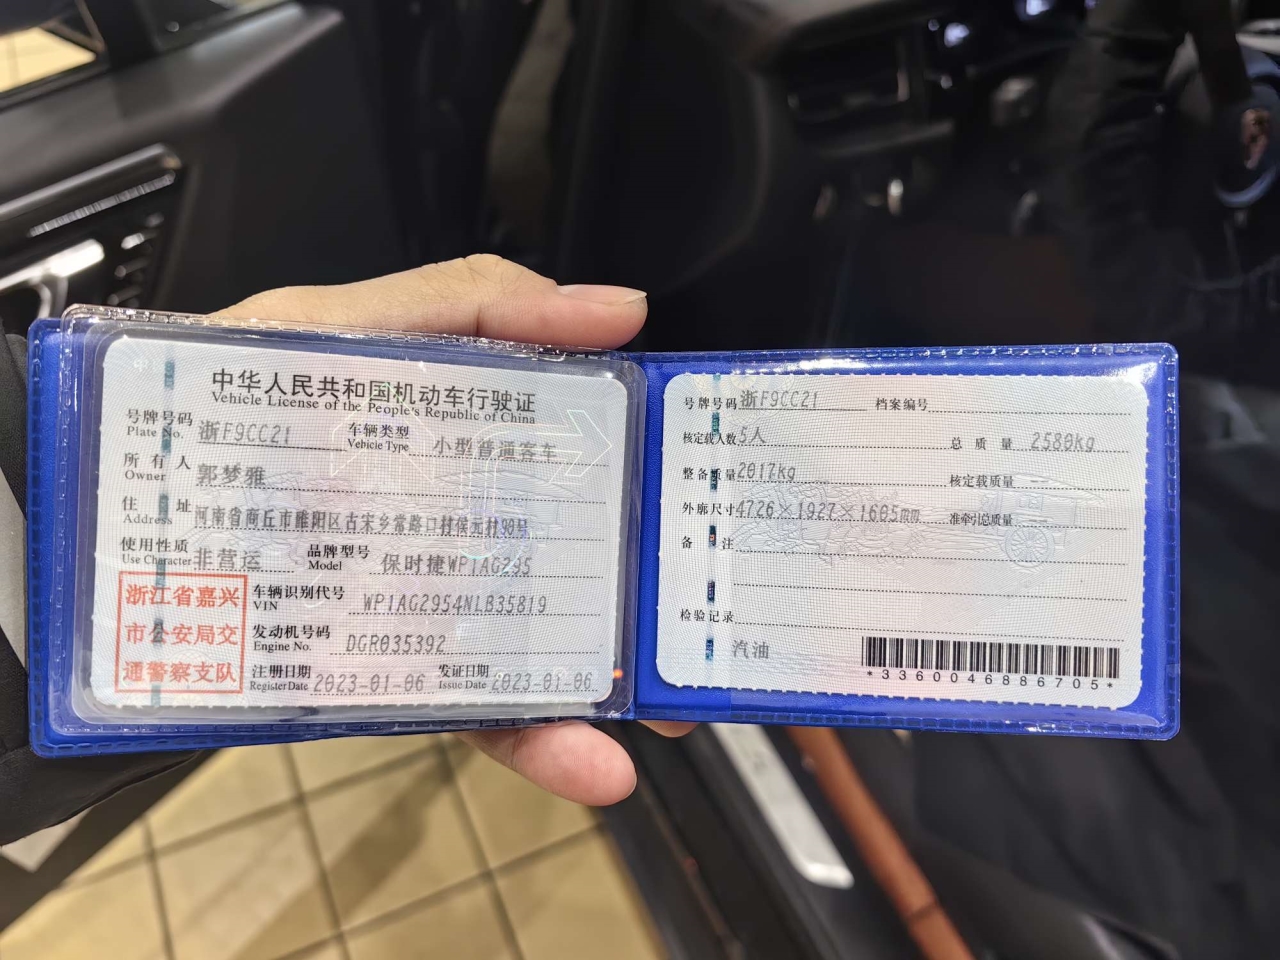 中华人民共和国机动车行驶证
Vehicle License of the People's Republic of China
号牌号码 浙F9CC21 车辆类型 小型普通客车
Plate No. Vehicle Type
所有人 郭梦雅
Owner
住址 河南省商丘市睢阳区古宋乡常路口村侯元村90号
Address
使用性质 非营运 品牌型号 保时捷WP1AG295
Use Character Model
浙江省嘉兴
市公安局交
通警察支队
车辆识别代号 WP1AG2954NLB35819
VIN
发动机号码 DGR035392
Engine No.
注册日期 2023-01-06 发证日期 2023-01-06
Register Date Issue Date
号牌号码 浙F9CC21 档案编号
核定载人数 5人 总质量 2580kg
整备质量 2017kg 核定载质量 --
外廓尺寸 4726×1927×1605mm 准牵引总质量 --
备注
检验记录
汽油
*3360046886705*